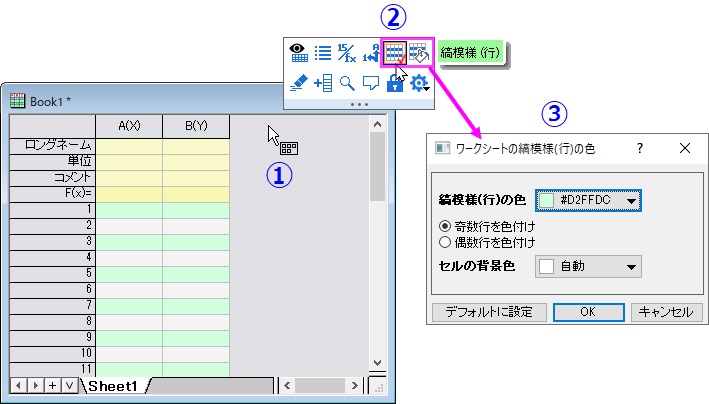 ②
15
fx
縞模様 (行)
Book1 *
A(X) B(Y)
ロングネーム
単位
コメント
F(x)=
1
2
3
4
5
6
7
8
9
10
11
①
Sheet1
③
ワークシートの縞模様(行)の色 ?
縞模様(行)の色 #D2FFDC
奇数行を色付け
偶数行を色付け
セルの背景色 自動
デフォルトに設定 OK キャンセル